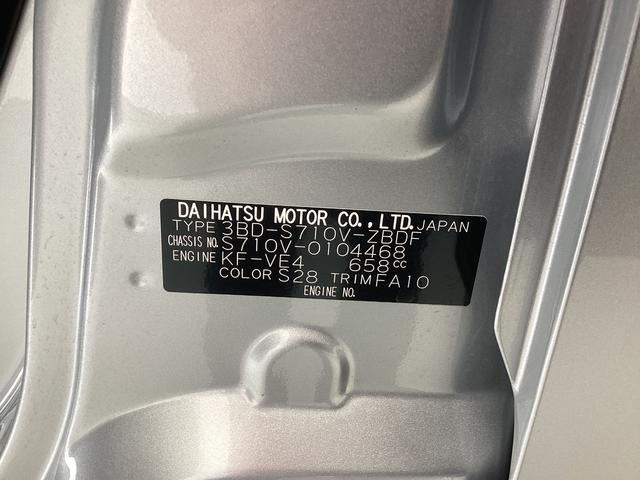 DAIHATSU MOTOR CO.,LTD. JAPAN
TYPE 3BD-S710V-ZBDF
CHASSIS NO. S710V-0104468
ENGINE KF-VE4 658CC
COLOR S28 TRIM FA10
ENGINE NO.